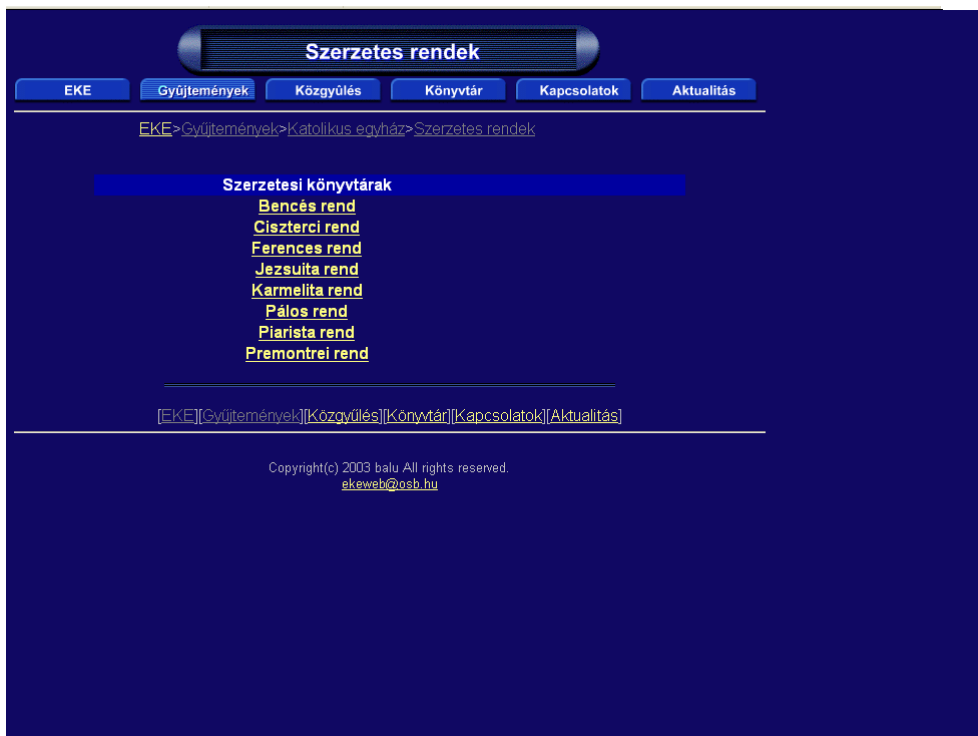 Szerzetes rendek
EKE Gyűjtemények Közgyûlés Könyvtár Kapcsolatok Aktualitás
EKE>Gyűjtemények>Katolikus egyház>Szerzetes rendek
Szerzetesi könyvtárak
Bencés rend
Ciszterci rend
Ferences rend
Jezsuita rend
Karmelita rend
Pálos rend
Piarista rend
Premontrei rend
[EKE][Gyűjtemények][Közgyűlés][Könyvtár][Kapcsolatok][Aktualitás]
Copyright(c) 2003 balu All rights reserved.
ekeweb@osb.hu